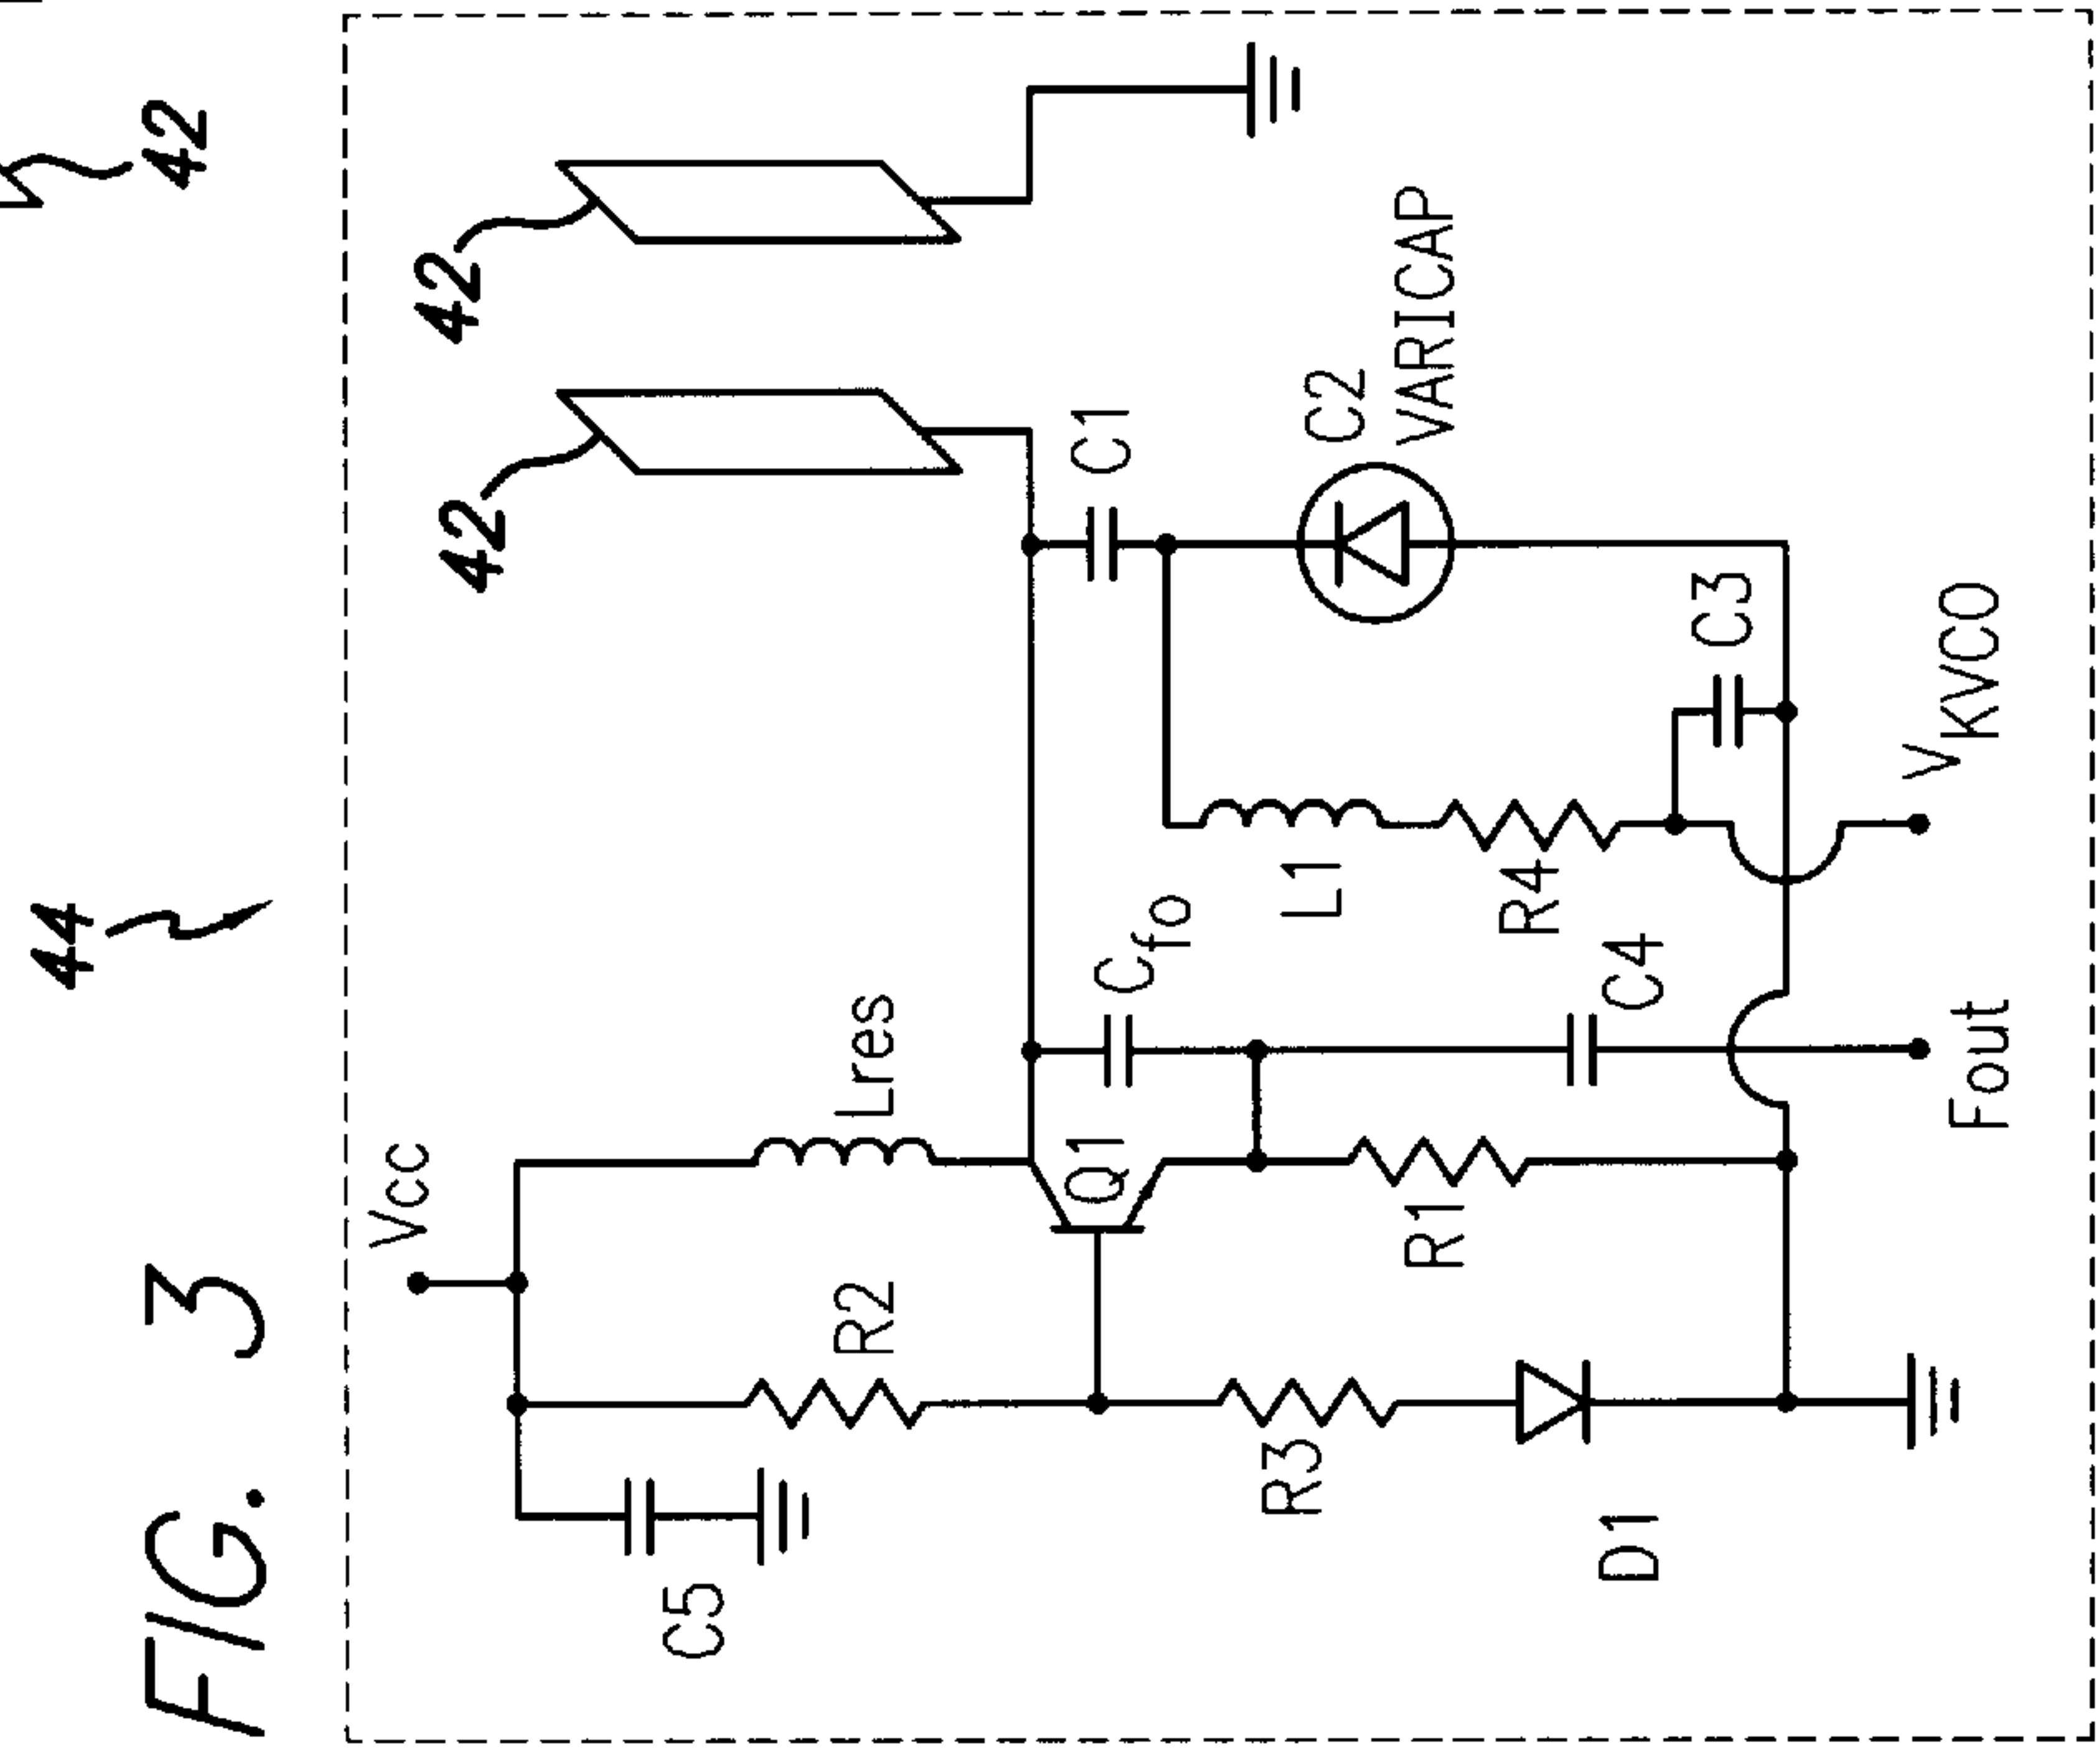 FIG. 3
44
42
42
42
Vcc
C5
R2
Lres
Q1
Cfo
C1
R3
R1
L1
C2
VARICAP
R4
C4
C3
D1
Fout
VKVCO